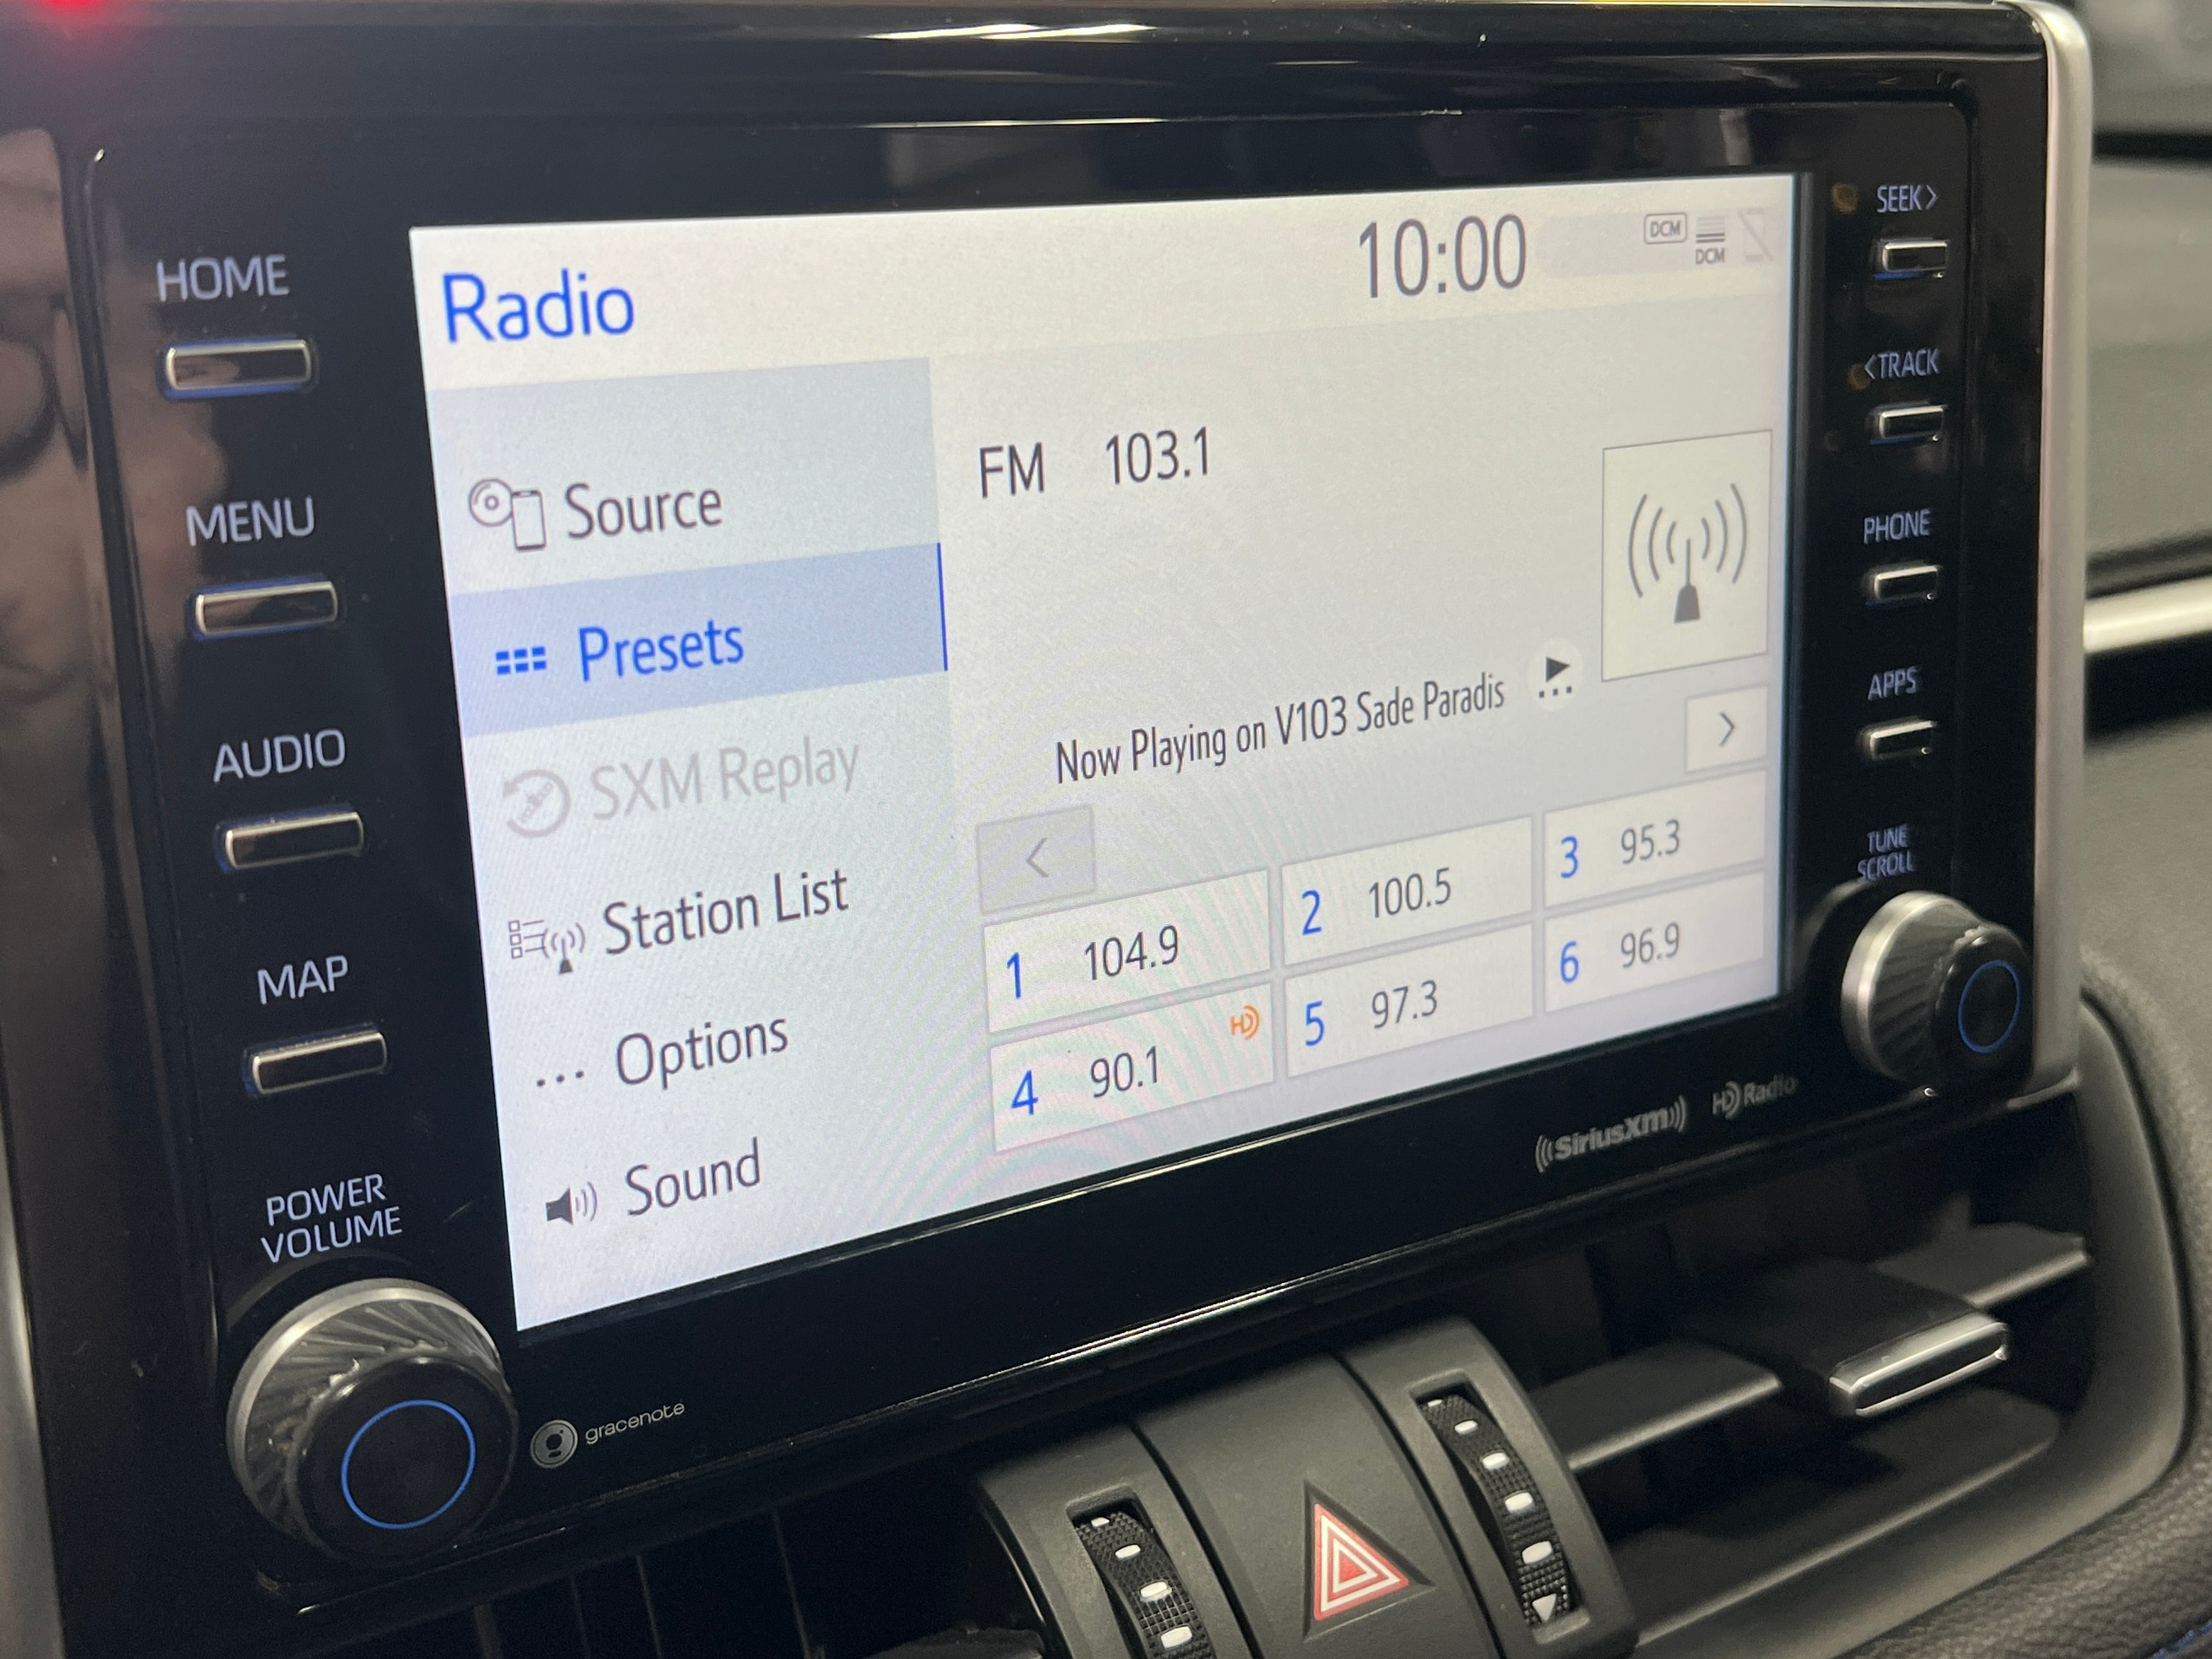 HOME
MENU
AUDIO
MAP
POWER
VOLUME
Radio
10:00
DCM
DCM
Source
Presets
SXM Replay
Station List
... Options
Sound
FM 103.1
Now Playing on V103 Sade Paradis
1 104.9
2 100.5
3 95.3
4 90.1 HD
5 97.3
6 96.9
SEEK>
<TRACK
PHONE
APPS
TUNE
SCROLL
gracenote
SiriusXM
HD Radio